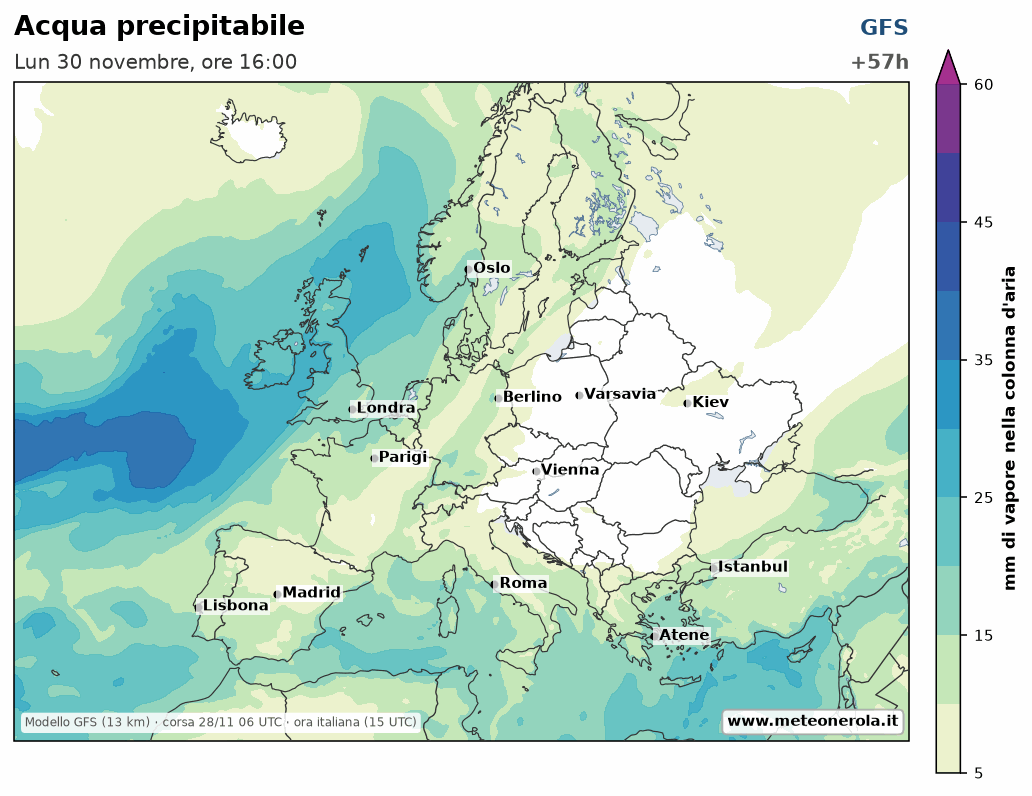 Acqua precipitabile
GFS
Lun 30 novembre, ore 16:00
+57h
60
45
35
25
15
5
mm di vapore nella colonna d'aria
Oslo
Berlino
Varsavia
Kiev
Londra
Parigi
Vienna
Istanbul
Roma
Madrid
Lisbona
Atene
Modello GFS (13 km) · corsa 28/11 06 UTC · ora italiana (15 UTC)
www.meteonerola.it